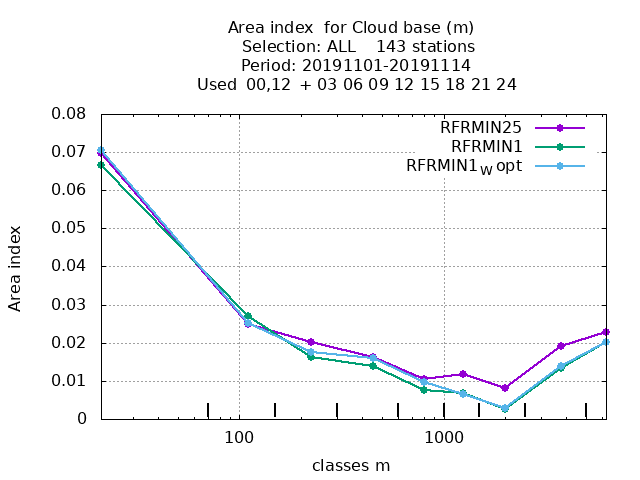 Area index  for Cloud base (m)
Selection: ALL    143 stations
Period: 20191101-20191114
Used  00,12  + 03 06 09 12 15 18 21 24
RFRMIN25
RFRMIN1
RFRMIN1w opt
0.08
0.07
0.06
0.05
0.04
0.03
0.02
0.01
0
Area index
100 1000
classes m